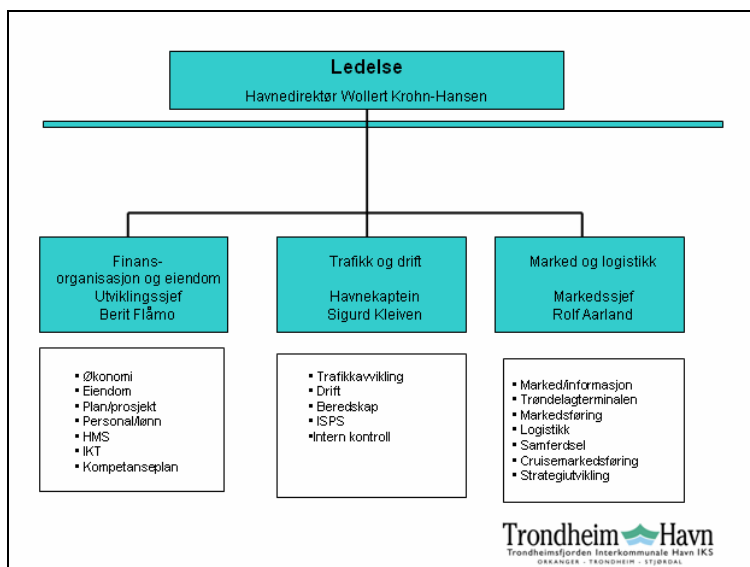 Ledelse
Havnedirektør Wollert Krohn-Hansen
Finans-
organisasjon og eiendom
Utviklingssjef
Berit Flåmo
Trafikk og drift
Havnekaptein
Sigurd Kleiven
Marked og logistikk
Markedssjef
Rolf Aarland
▪ Økonomi
▪ Eiendom
▪ Plan/prosjekt
▪ Personal/lønn
▪ HMS
▪ IKT
▪ Kompetanseplan
▪ Trafikkavvikling
▪ Drift
▪ Beredskap
▪ ISPS
▪ Intern kontroll
▪ Marked/informasjon
▪ Trøndelagterminalen
▪ Markedsføring
▪ Logistikk
▪ Samferdsel
▪ Cruisemarkedsføring
▪ Strategiutvikling
Trondheim Havn
Trondheimsfjorden Interkommunale Havn IKS
ORKANGER - TRONDHEIM - STJØRDAL